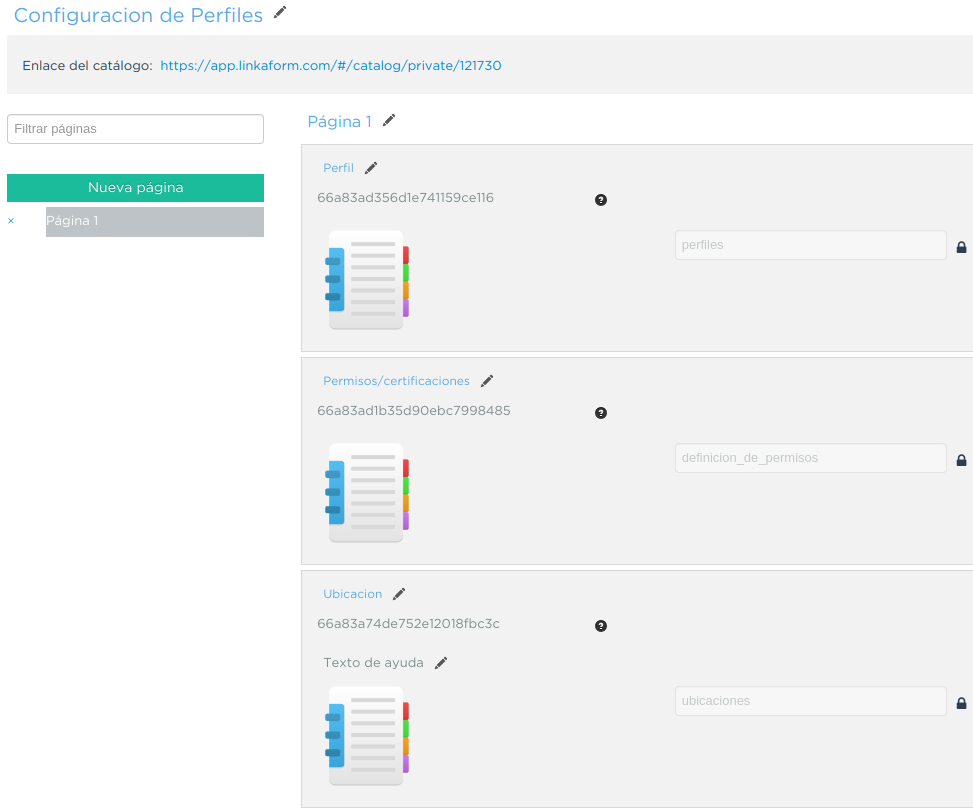 Configuracion de Perfiles
Enlace del catálogo: https://app.linkaform.com/#/catalog/private/121730
Filtrar páginas
Nueva página
× Página 1
Página 1
Perfil
66a83ad356d1e741159ce116
perfiles
Permisos/certificaciones
66a83ad1b35d90ebc7998485
definicion_de_permisos
Ubicacion
66a83a74de752e12018fbc3c
Texto de ayuda
ubicaciones